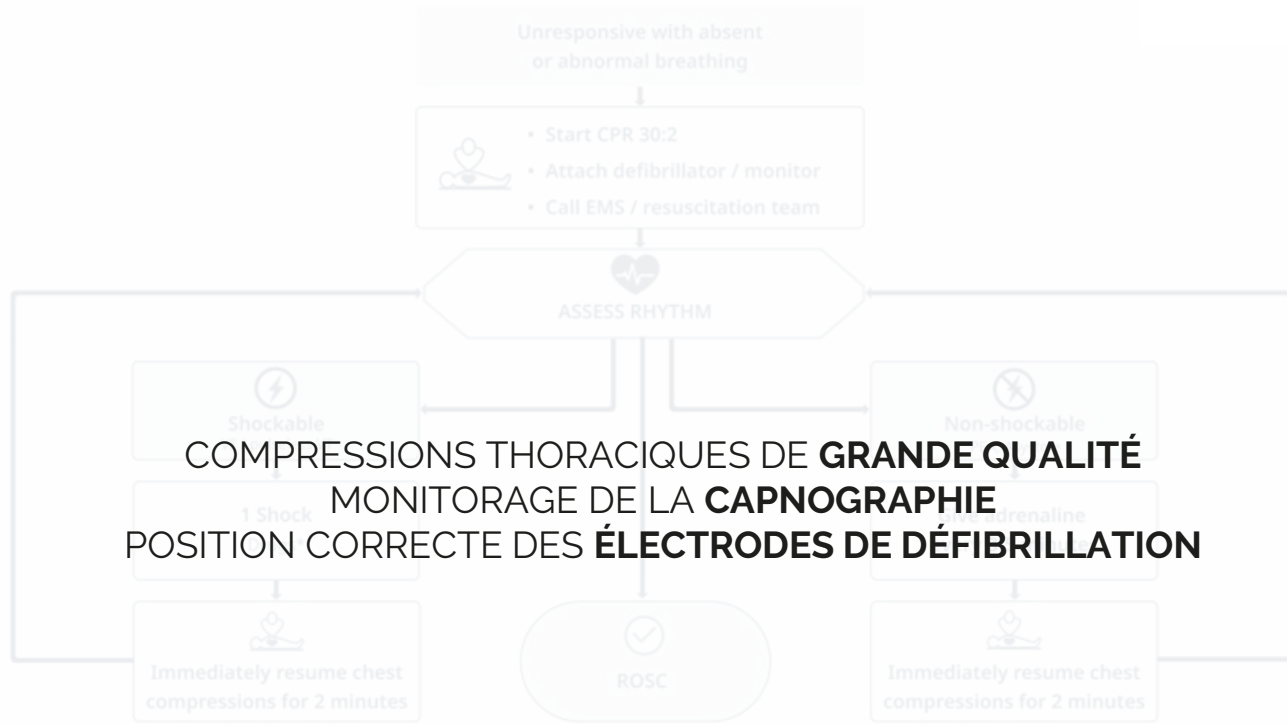 Unresponsive with absent
or abnormal breathing
• Start CPR 30:2
• Attach defibrillator / monitor
• Call EMS / resuscitation team
ASSESS RHYTHM
Shockable
Non-shockable
COMPRESSIONS THORACIQUES DE GRANDE QUALITÉ
MONITORAGE DE LA CAPNOGRAPHIE
POSITION CORRECTE DES ÉLECTRODES DE DÉFIBRILLATION
1 Shock
Give adrenaline
Immediately resume chest
compressions for 2 minutes
ROSC
Immediately resume chest
compressions for 2 minutes